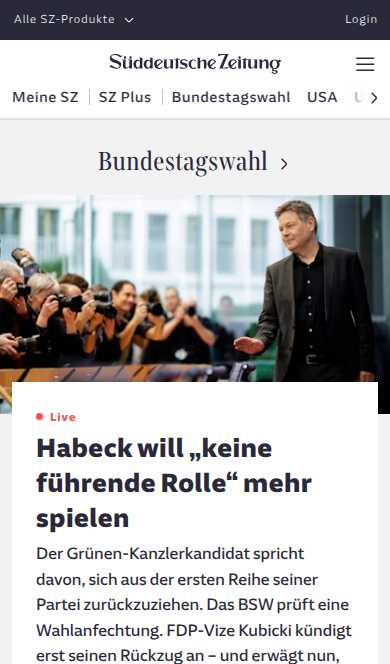 Alle SZ-Produkte
Login
Süddeutsche Zeitung
Meine SZ
SZ Plus
Bundestagswahl
USA
Bundestagswahl
Live
Habeck will „keine
führende Rolle“ mehr
spielen
Der Grünen-Kanzlerkandidat spricht
davon, sich aus der ersten Reihe seiner
Partei zurückzuziehen. Das BSW prüft eine
Wahlanfechtung. FDP-Vize Kubicki kündigt
erst seinen Rückzug an – und erwägt nun,